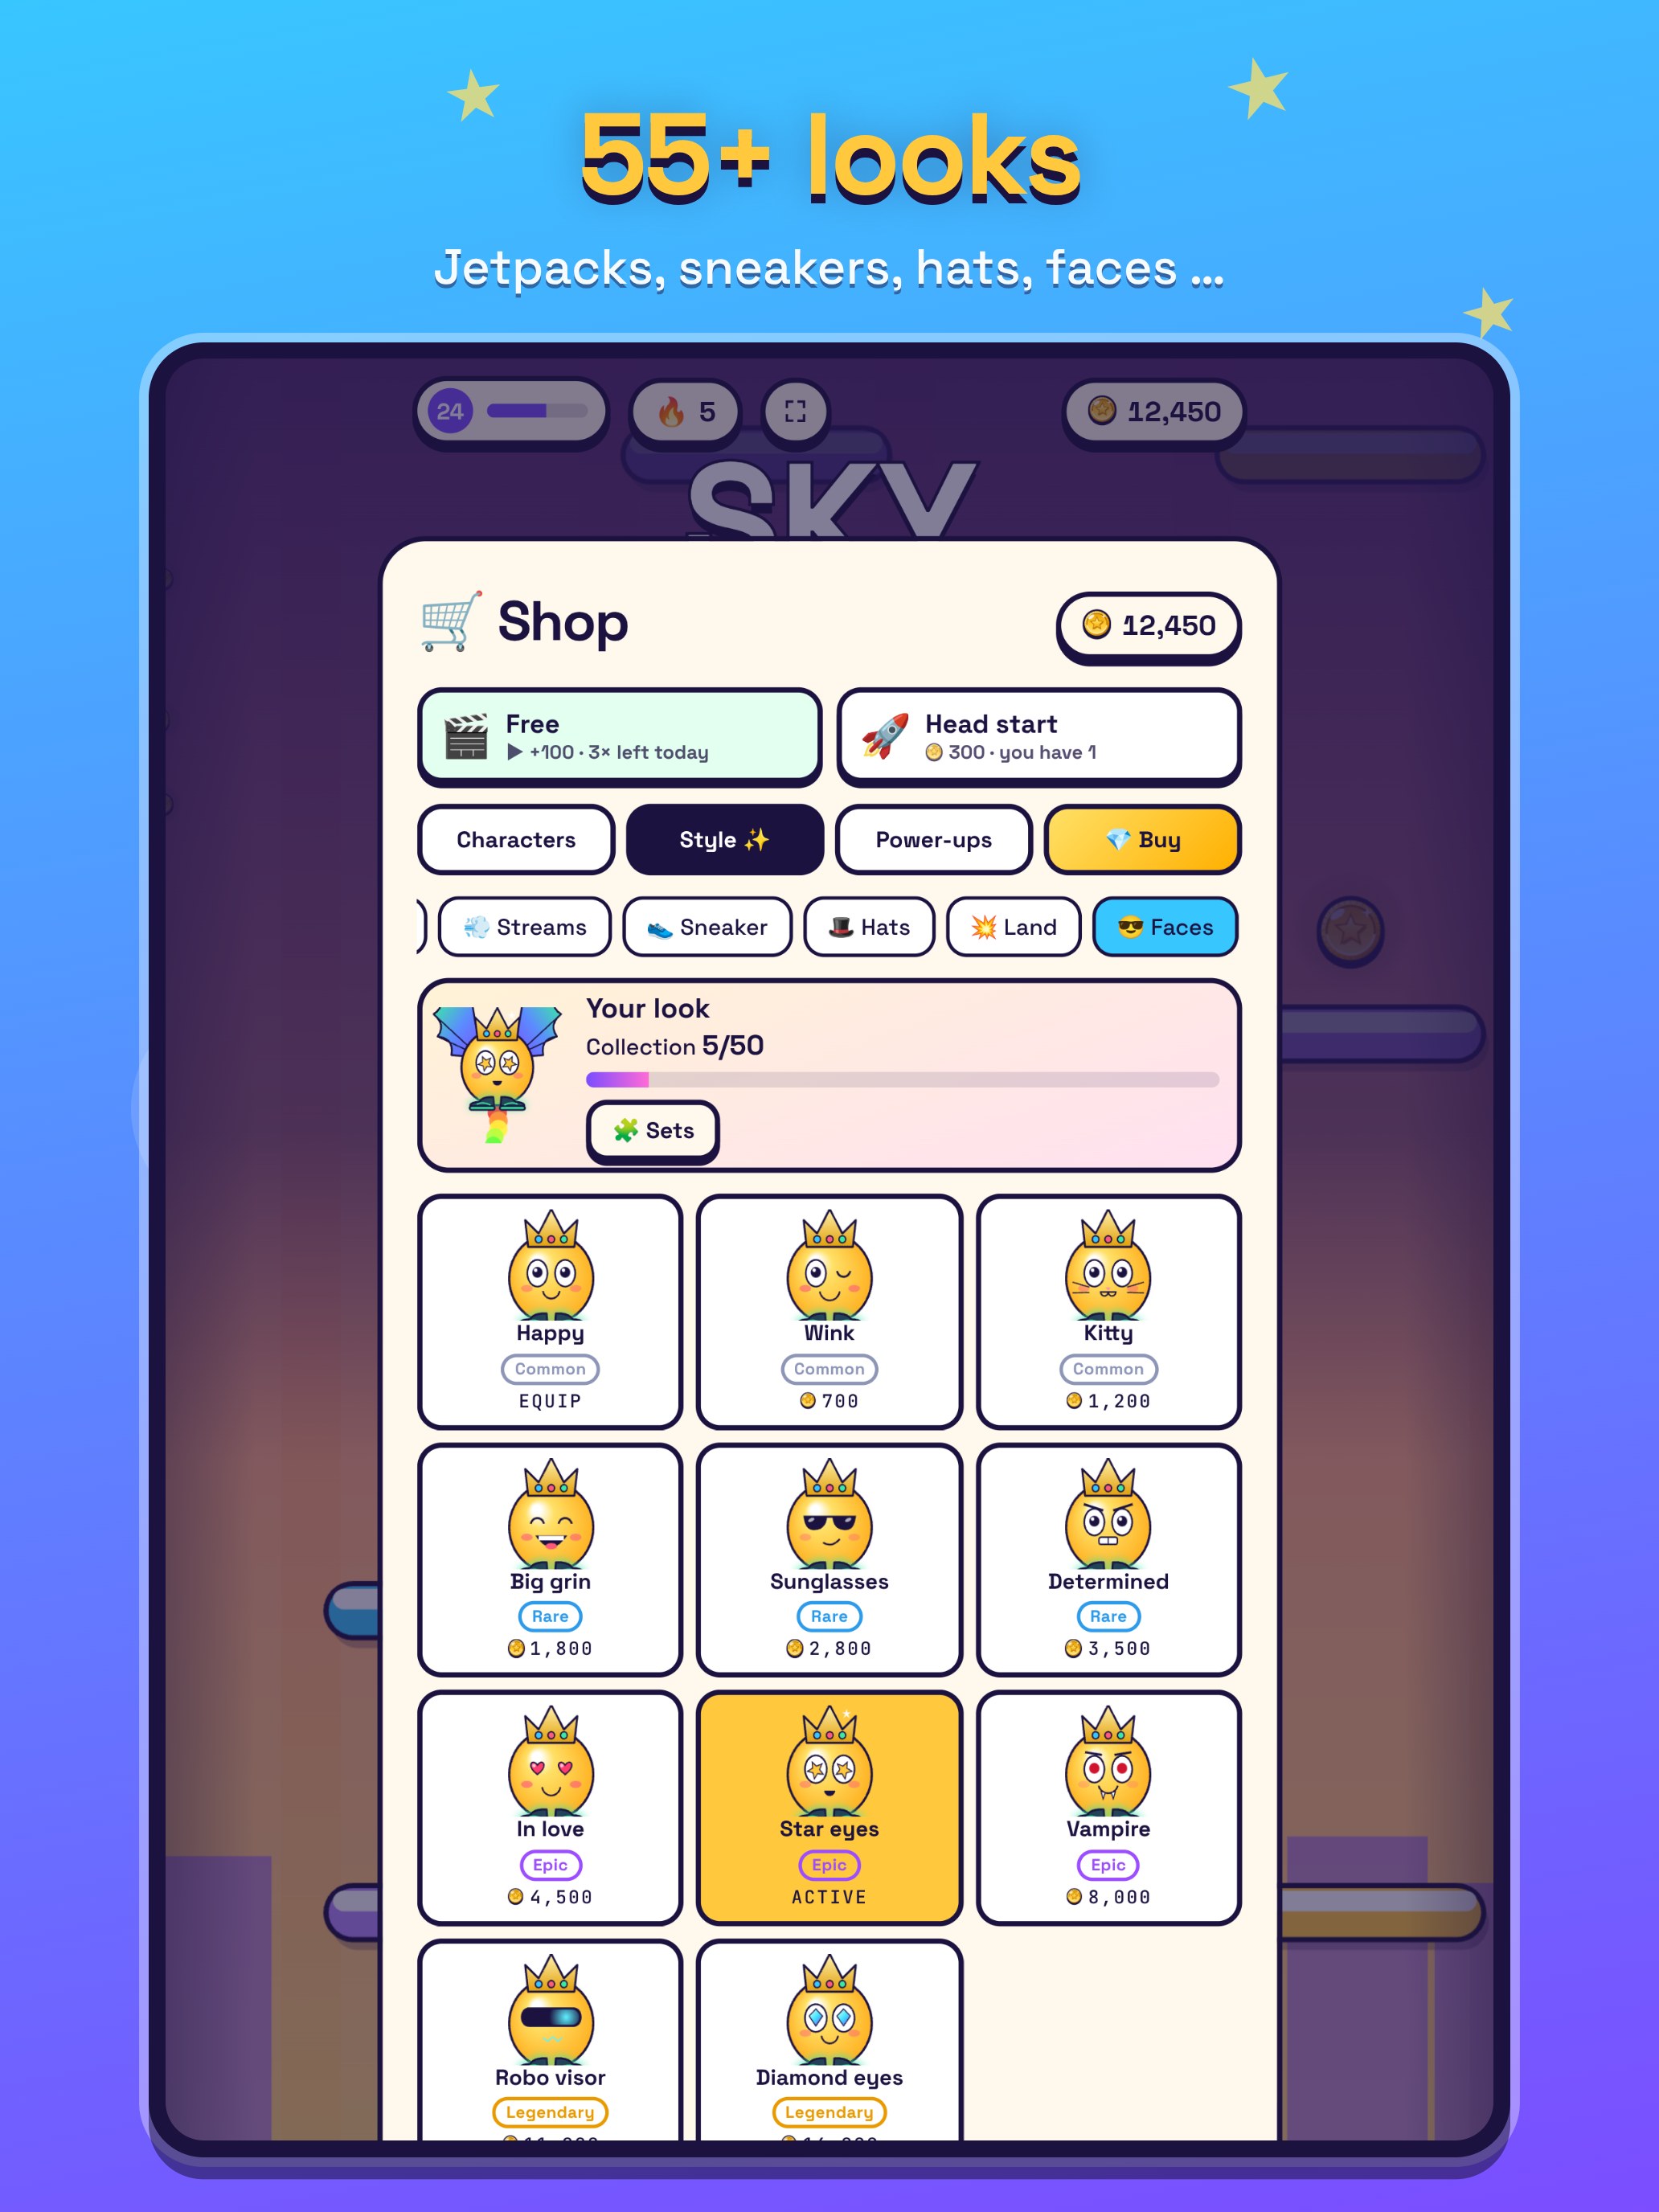 55+ looks
Jetpacks, sneakers, hats, faces ...
24
5
12,450
SKY
Shop
12,450
Free
+100 · 3× left today
Head start
300 · you have 1
Characters
Style
Power-ups
Buy
Streams
Sneaker
Hats
Land
Faces
Your look
Collection 5/50
Sets
Happy
Wink
Kitty
Common
Common
Common
EQUIP
700
1,200
Big grin
Sunglasses
Determined
Rare
Rare
Rare
1,800
2,800
3,500
In love
Star eyes
Vampire
Epic
Epic
Epic
4,500
ACTIVE
8,000
Robo visor
Diamond eyes
Legendary
Legendary